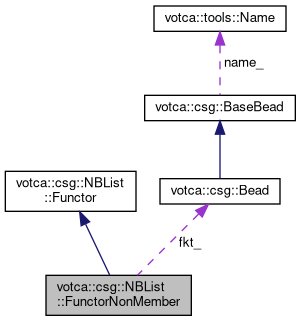 votca::tools::Name
name_
votca::csg::BaseBead
votca::csg::NBList
::Functor
votca::csg::Bead
fkt_
votca::csg::NBList
::FunctorNonMember